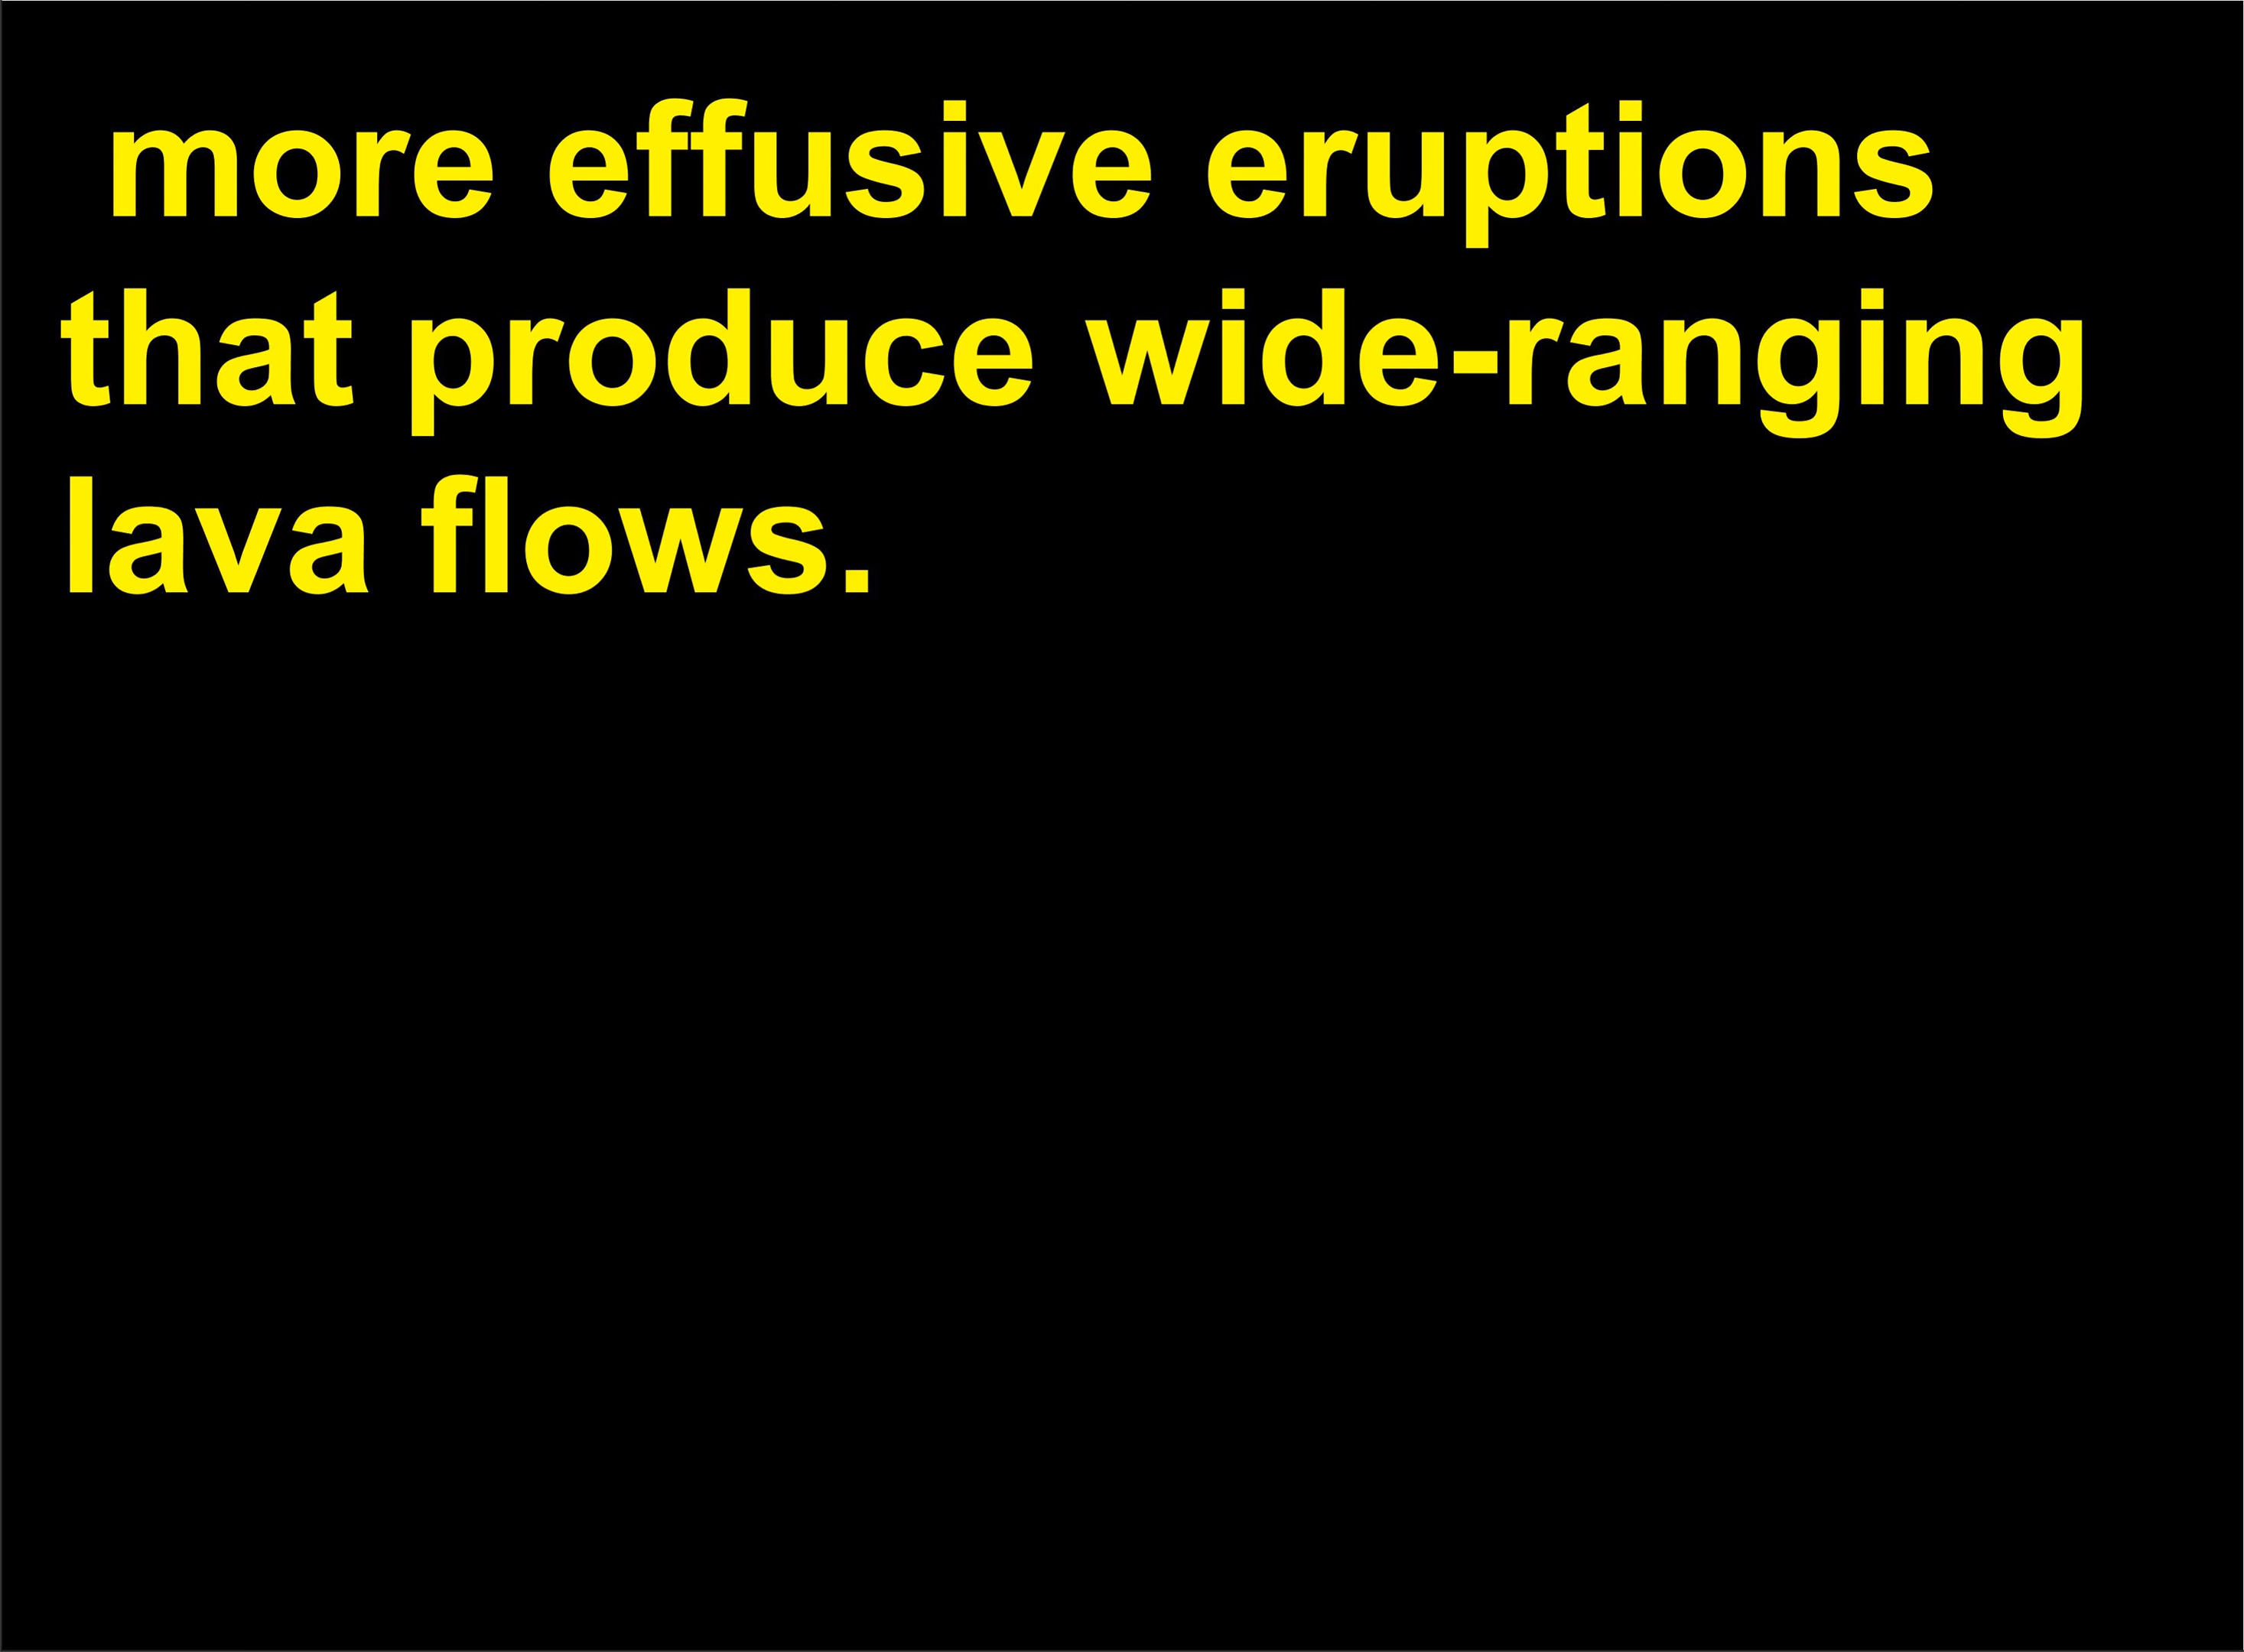 more effusive eruptions
that produce wide-ranging
lava flows.